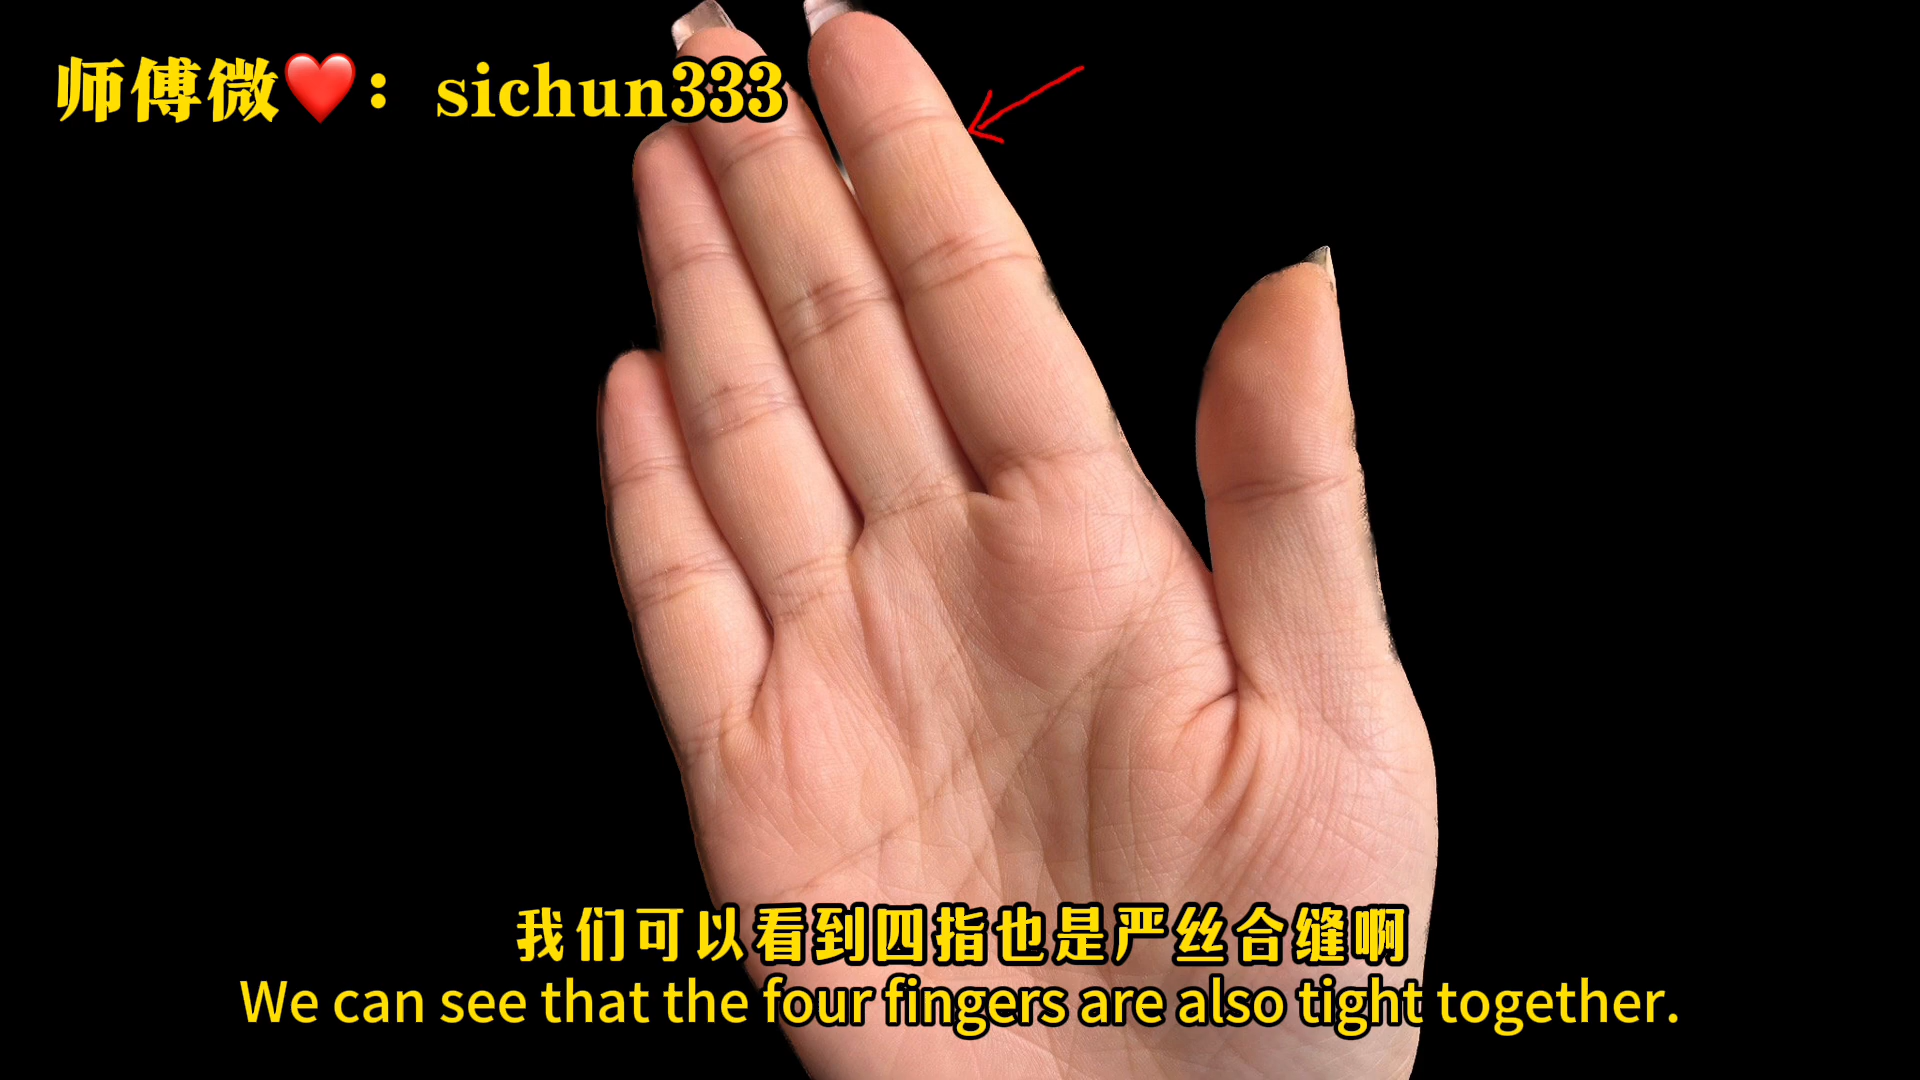 师傅微❤️：sichun333
我们可以看到四指也是严丝合缝啊
We can see that the four fingers are also tight together.